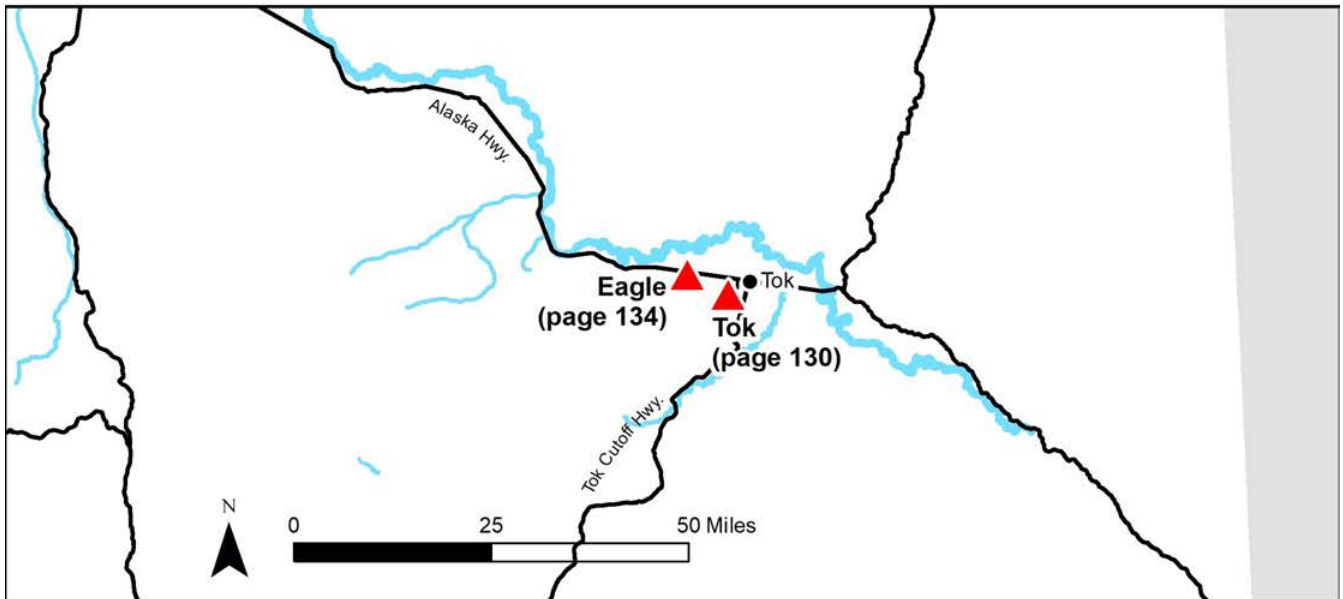 Alaska Hwy.
Eagle
(page 134)
Tok
Tok
(page 130)
Tok Cutoff Hwy.
N
0 25 50 Miles